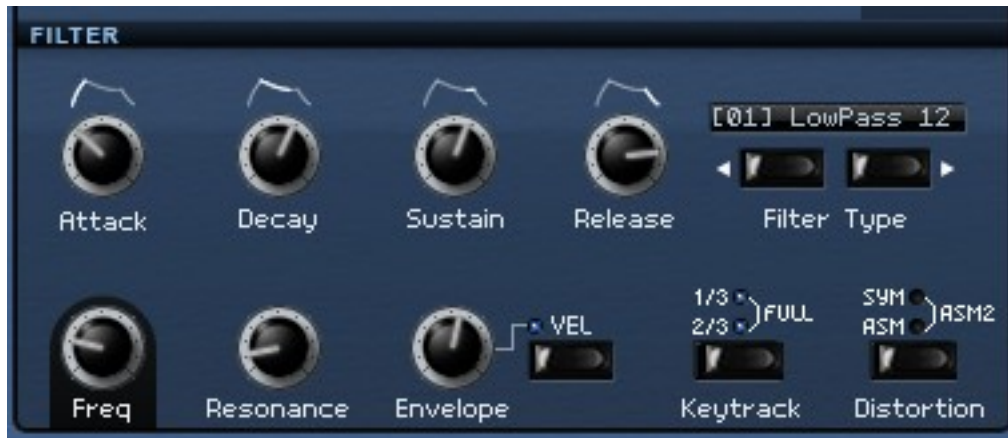 FILTER
[01] LowPass 12
Attack Decay Sustain Release Filter Type
1/3 SYM
FULL ASM2
2/3 VEL ASM
Freq Resonance Envelope Keytrack Distortion